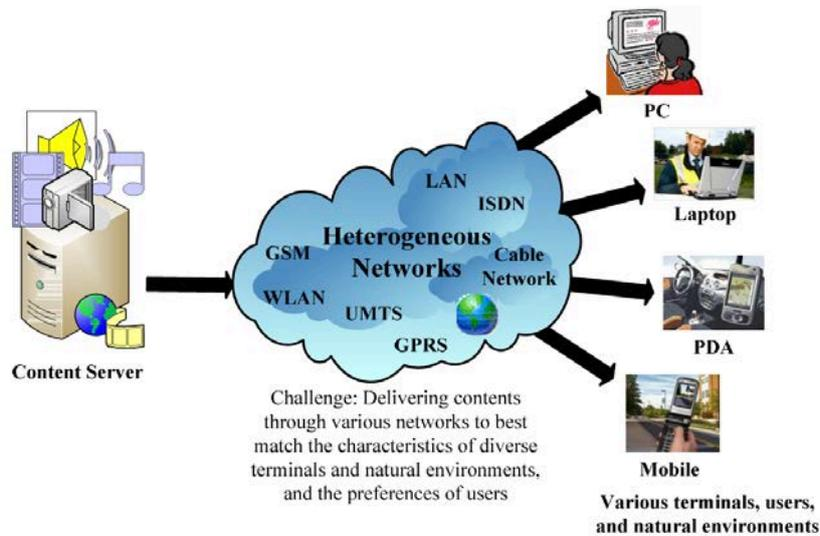 PC
Laptop
LAN
ISDN
Heterogeneous
Networks
GSM
Cable
Network
WLAN
UMTS
GPRS
PDA
Content Server
Challenge: Delivering contents
through various networks to best
match the characteristics of diverse
terminals and natural environments,
and the preferences of users
Mobile
Various terminals, users,
and natural environments